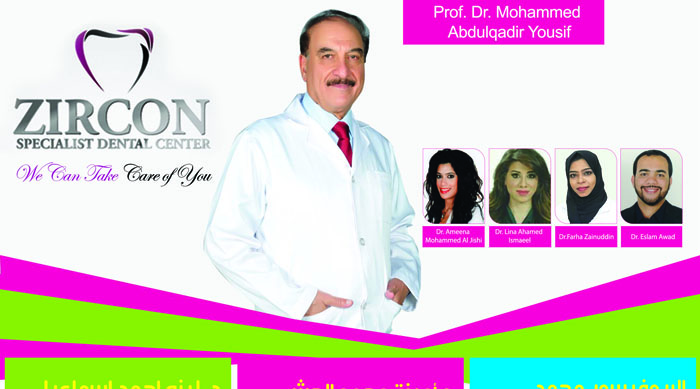 Prof. Dr. Mohammed
Abdulqadir Yousif
ZIRCON
SPECIALIST DENTAL CENTER
We Can Take Care of You
Dr. Ameena
Mohammed Al Jishi
Dr. Lina Ahamed
Ismaeel
Dr.Farha Zainuddin
Dr. Eslam Awad